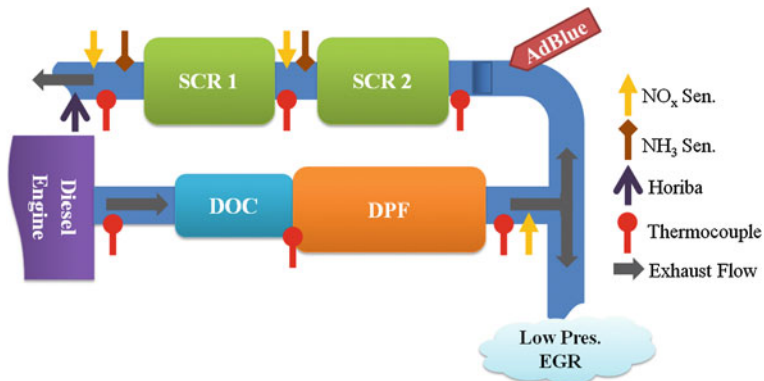 AdBlue
SCR 1
SCR 2
Diesel
Engine
DOC
DPF
Low Pres.
EGR
NOx Sen.
NH3 Sen.
Horiba
Thermocouple
Exhaust Flow